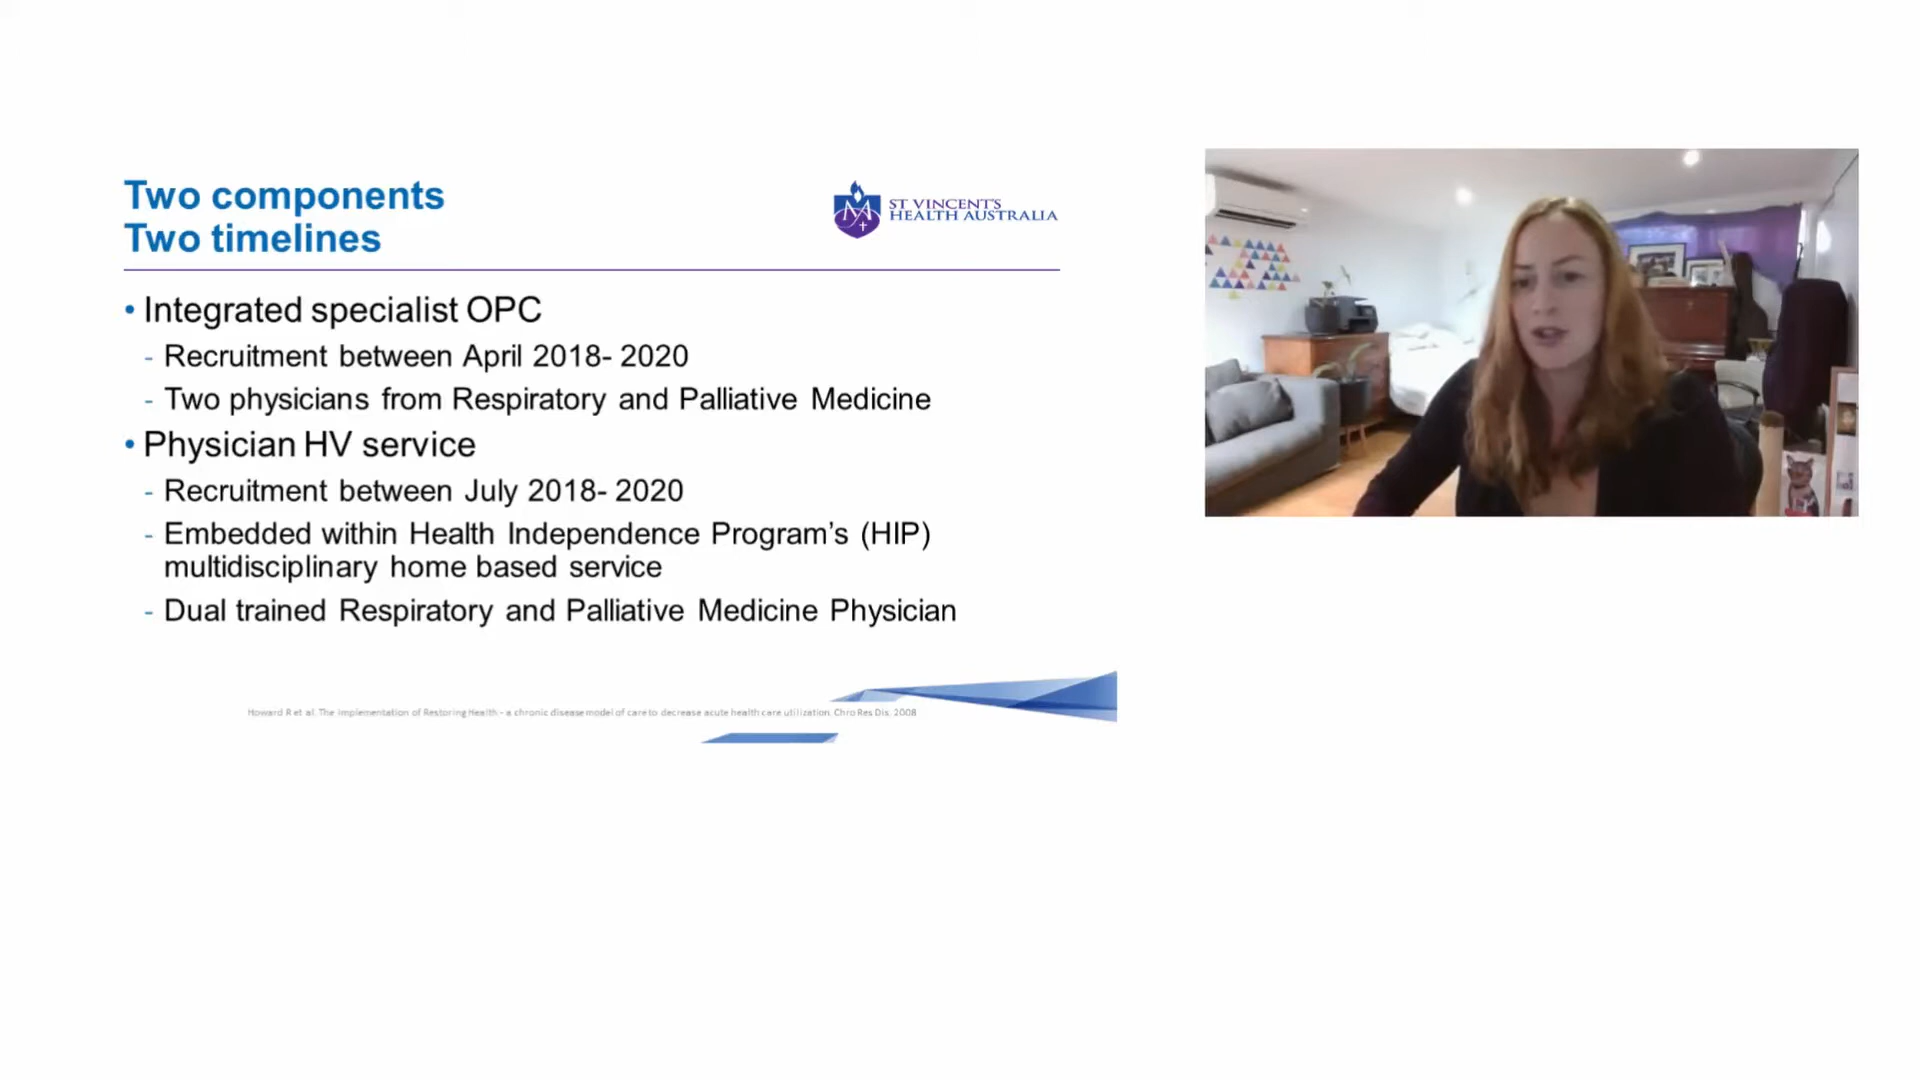 Two components
Two timelines
ST VINCENT'S
HEALTH AUSTRALIA
• Integrated specialist OPC
- Recruitment between April 2018- 2020
- Two physicians from Respiratory and Palliative Medicine
• Physician HV service
- Recruitment between July 2018- 2020
- Embedded within Health Independence Program’s (HIP)
multidisciplinary home based service
- Dual trained Respiratory and Palliative Medicine Physician
Howard R et al. The implementation of Restoring Health - a chronic disease model of care to decrease acute health care utilization. Chro Res Dis. 2008